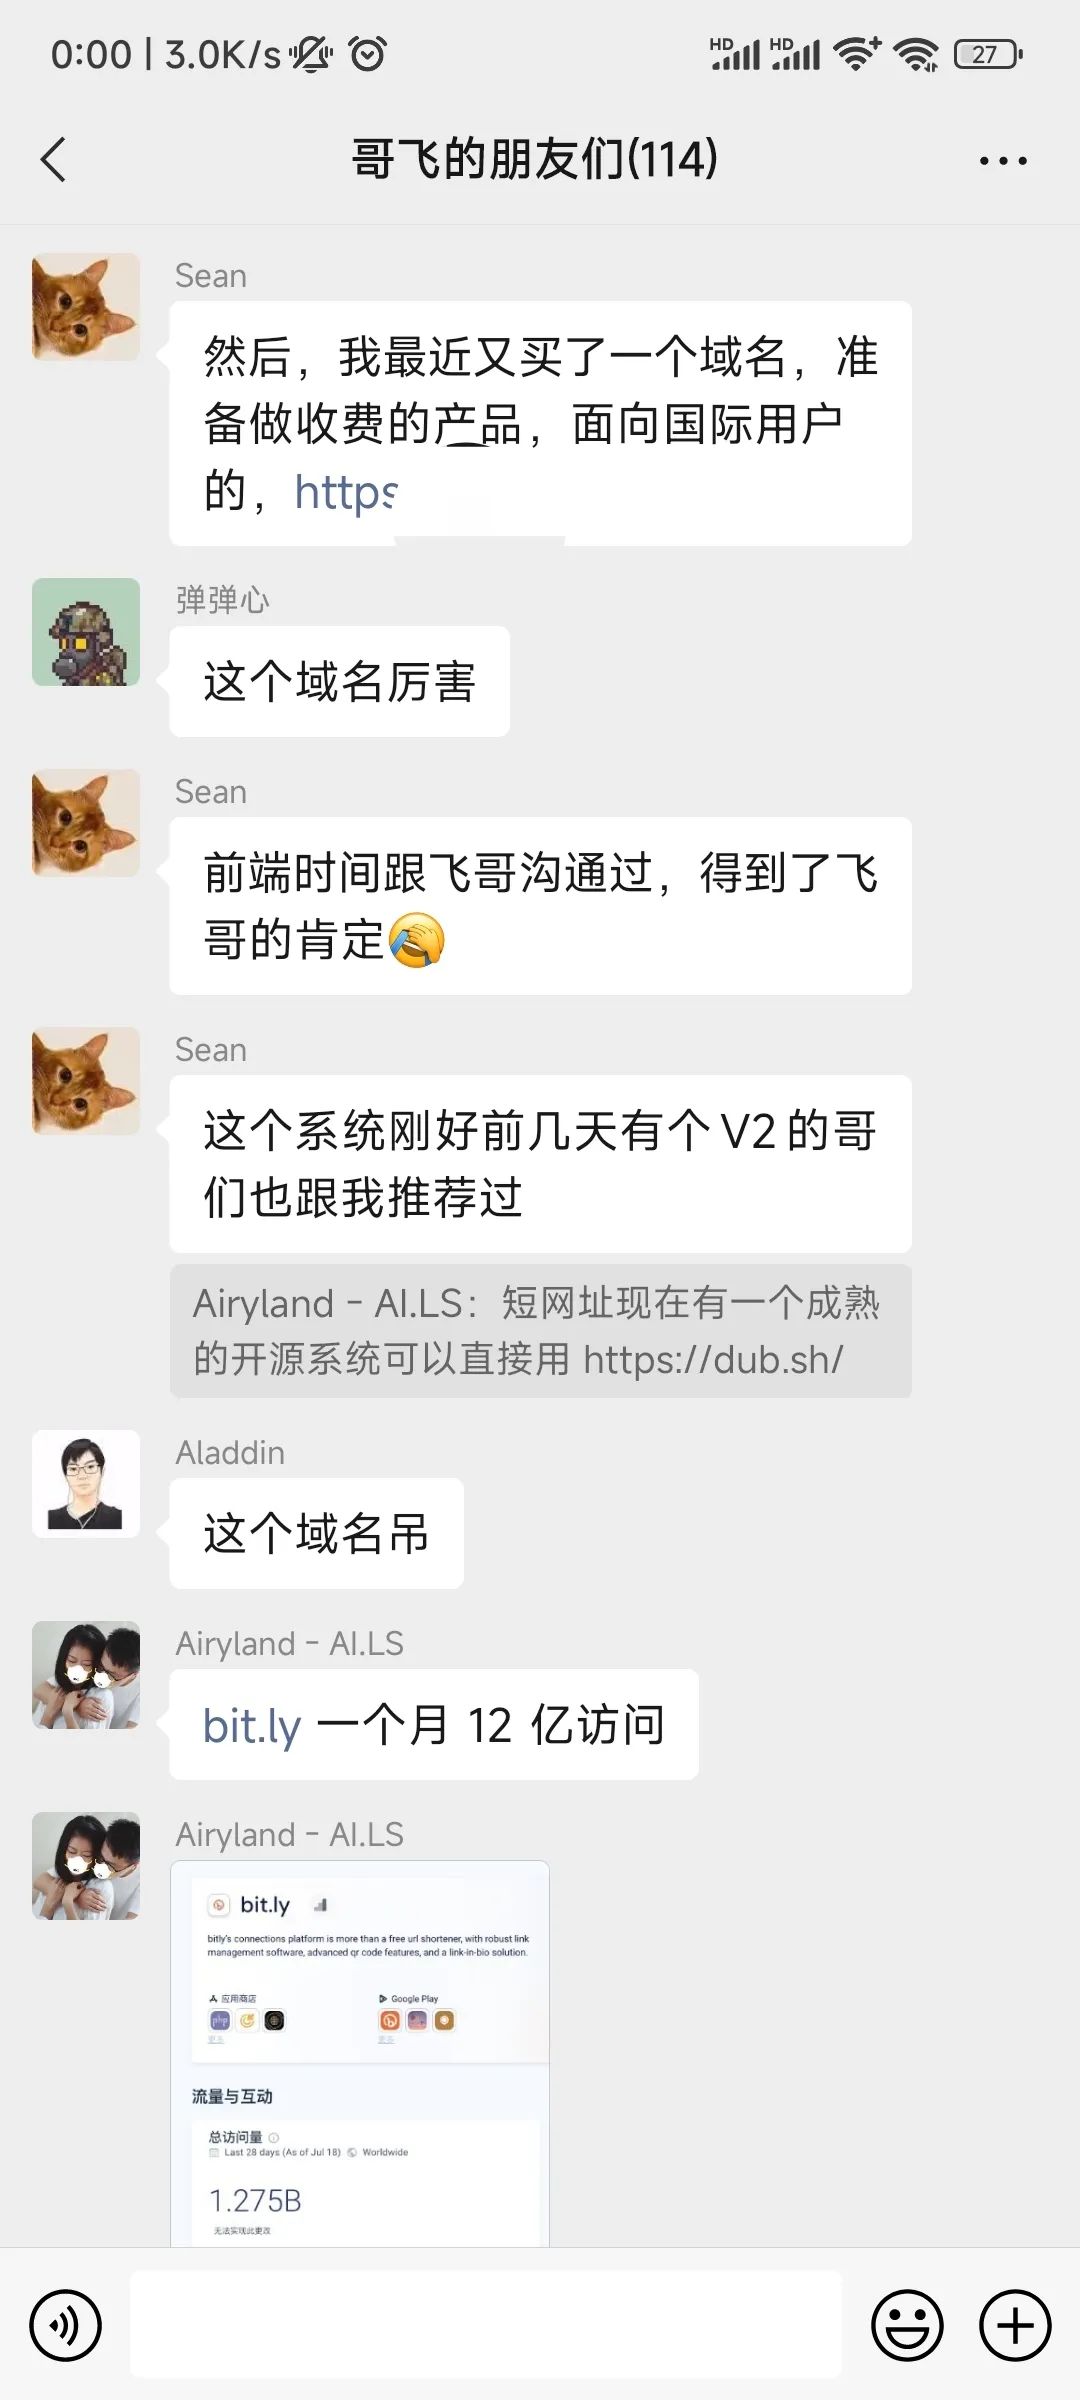 0:00 | 3.0K/s
HD HD 27
哥飞的朋友们(114)
Sean
然后，我最近又买了一个域名，准
备做收费的产品，面向国际用户
的，https
弹弹心
这个域名厉害
Sean
前端时间跟飞哥沟通过，得到了飞
哥的肯定🤣
Sean
这个系统刚好前几天有个 V2 的哥
们也跟我推荐过
Airyland - AI.LS：短网址现在有一个成熟
的开源系统可以直接用 https://dub.sh/
Aladdin
这个域名吊
Airyland - AI.LS
bit.ly 一个月 12 亿访问
Airyland - AI.LS
bit.ly
bitly's connections platform is more than a free url shortener, with robust link
management software, advanced qr code features, and a link-in-bio solution.
应用商店
Google Play
php
更多
更多
流量与互动
总访问量
Last 28 days (As of Jul 18) Worldwide
1.275B
无法实现此更改